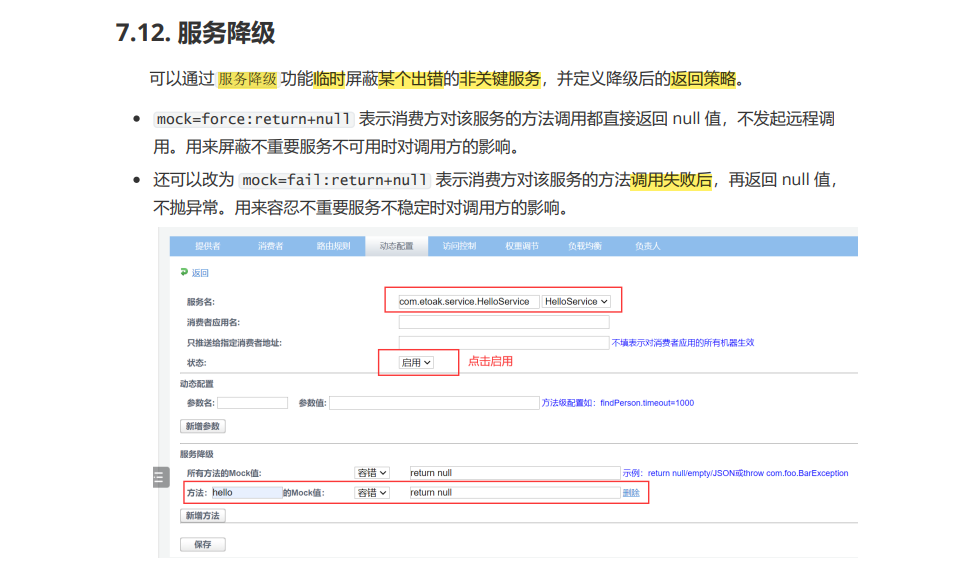 7.12. 服务降级
可以通过 服务降级 功能临时屏蔽某个出错的非关键服务，并定义降级后的返回策略。
mock=force:return+null 表示消费方对该服务的方法调用都直接返回 null 值，不发起远程调
用。用来屏蔽不重要服务不可用时对调用方的影响。
还可以改为 mock=fail:return+null 表示消费方对该服务的方法调用失败后，再返回 null 值，
不抛异常。用来容忍不重要服务不稳定时对调用方的影响。
提供者 消费者 路由规则 动态配置 访问控制 权重调节 负载均衡 负责人
返回
服务名: com.etoak.service.HelloService HelloService
消费者应用名:
只推送给指定消费者地址: 不填表示对消费者应用的所有机器生效
状态: 启用 点击启用
动态配置
参数名: 参数值: 方法级配置如：findPerson.timeout=1000
新增参数
服务降级
所有方法的Mock值: 容错 return null 示例：return null/empty/JSON或throw com.foo.BarException
方法: hello 的Mock值: 容错 return null 删除
新增方法
保存